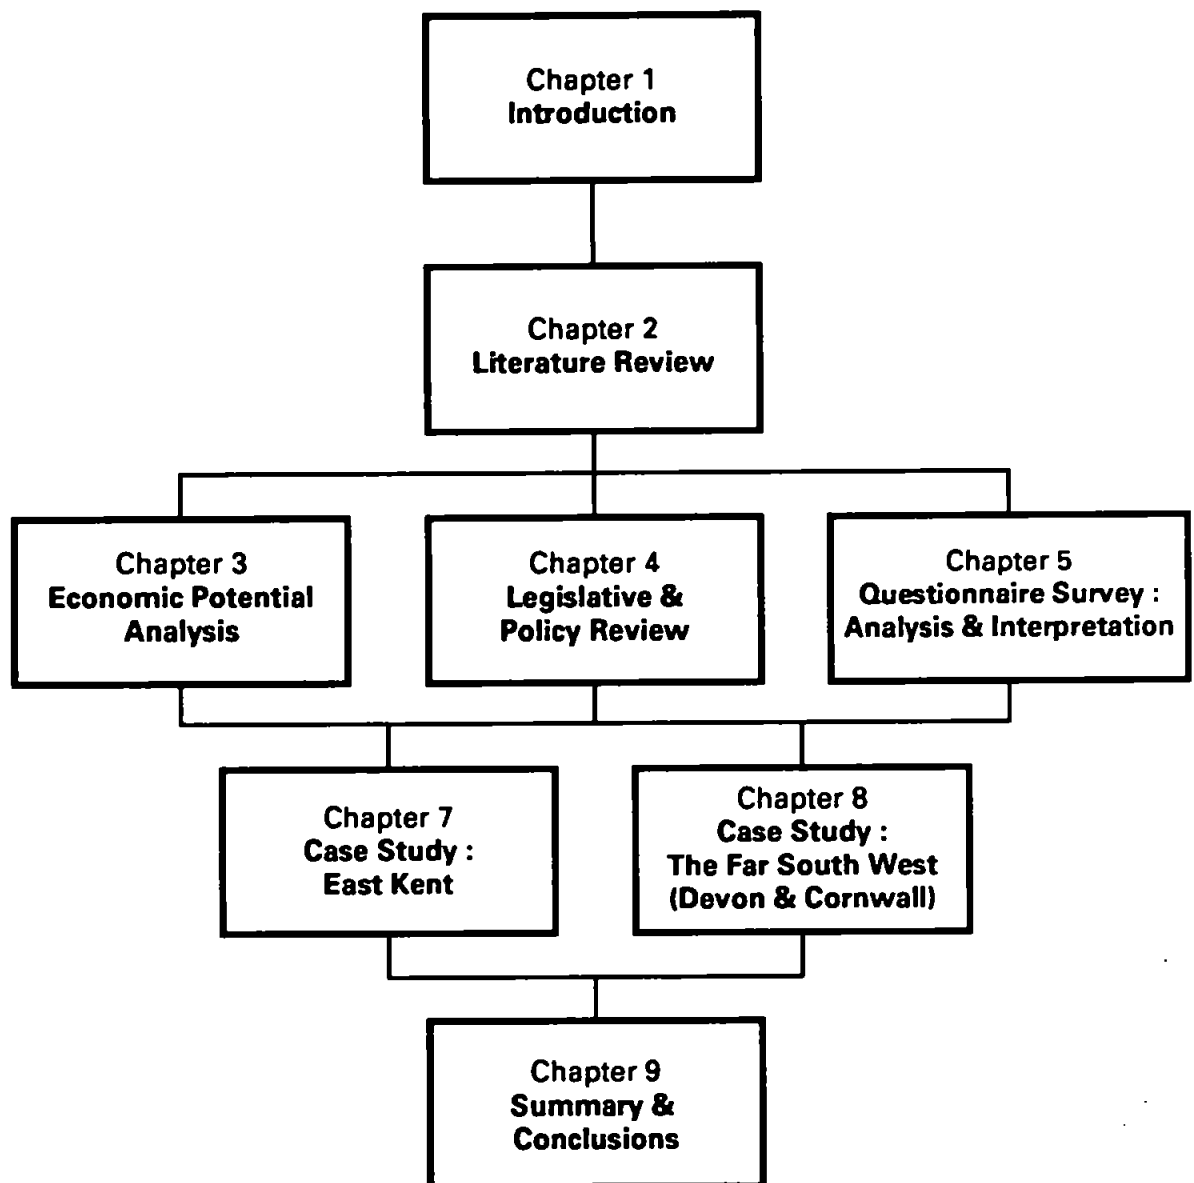 Chapter 1
Introduction
Chapter 2
Literature Review
Chapter 3
Economic Potential
Analysis
Chapter 4
Legislative &
Policy Review
Chapter 5
Questionnaire Survey :
Analysis & Interpretation
Chapter 7
Case Study :
East Kent
Chapter 8
Case Study :
The Far South West
(Devon & Cornwall)
Chapter 9
Summary &
Conclusions